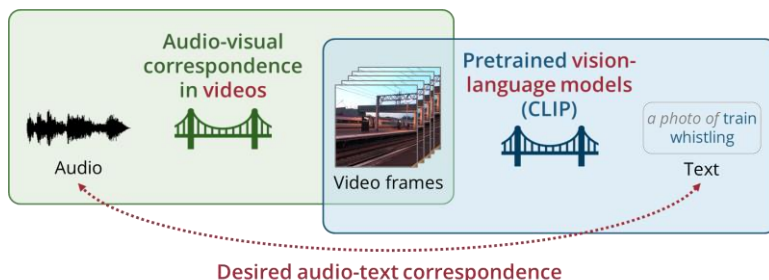 Audio-visual
correspondence
in videos
Audio
Video frames
Pretrained vision-
language models
(CLIP)
a photo of train
whistling
Text
Desired audio-text correspondence